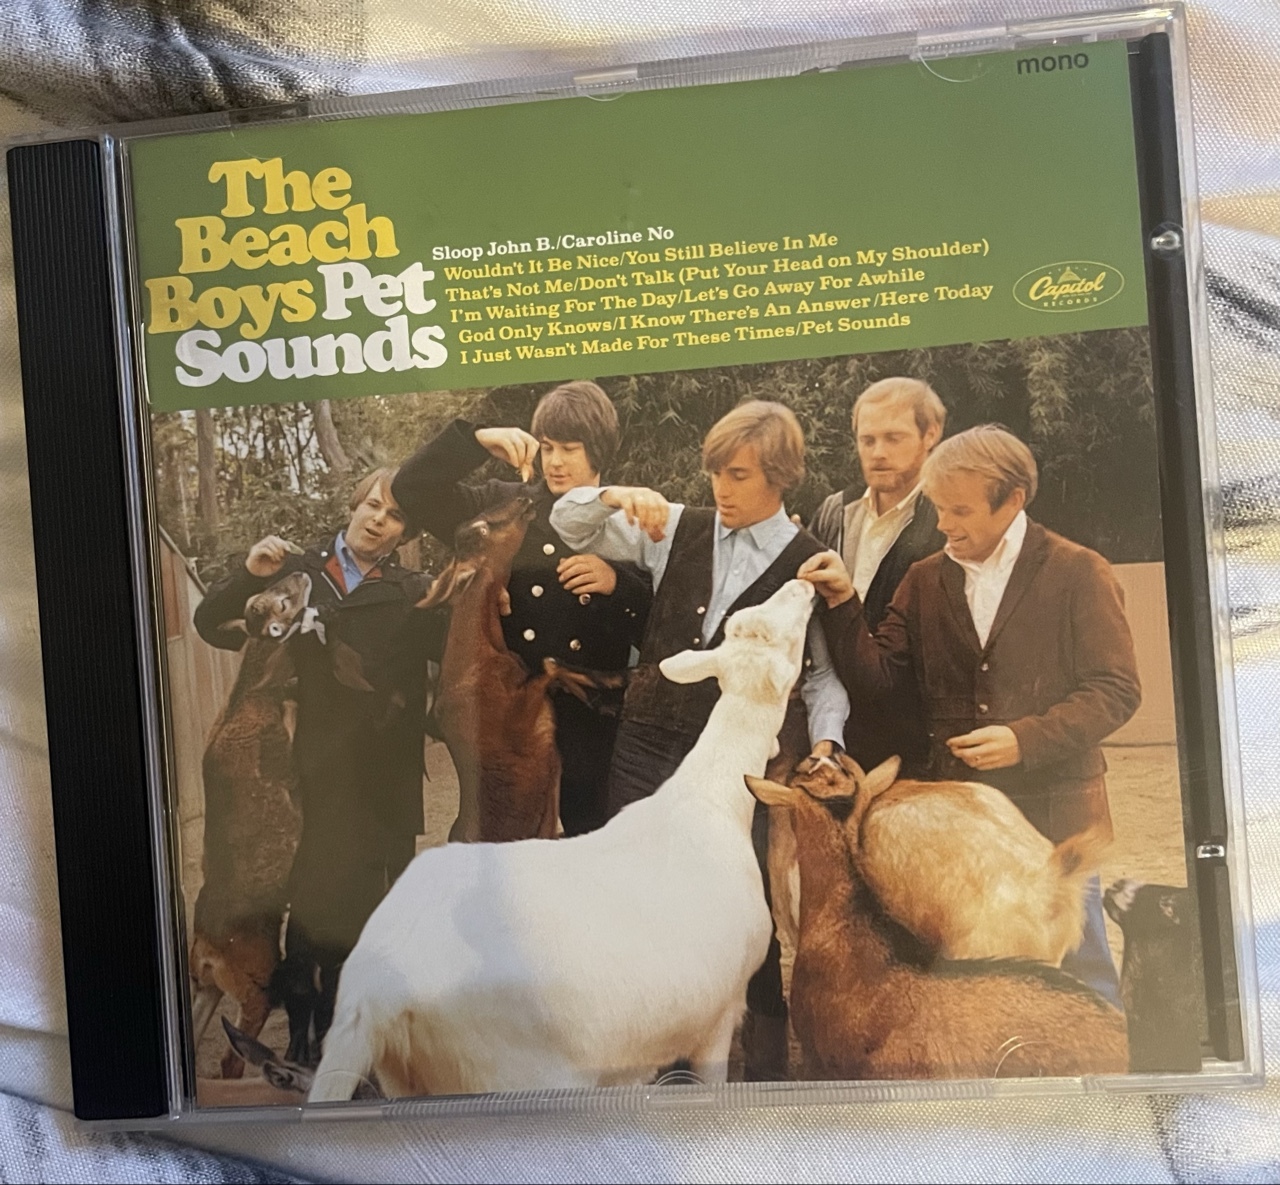 mono
The
Beach
Boys Pet
Sounds
Sloop John B./Caroline No
Wouldn't It Be Nice/You Still Believe In Me
That's Not Me/Don't Talk (Put Your Head on My Shoulder)
I'm Waiting For The Day/Let's Go Away For Awhile
God Only Knows/I Know There's An Answer/Here Today
I Just Wasn't Made For These Times/Pet Sounds
Capitol
RECORDS